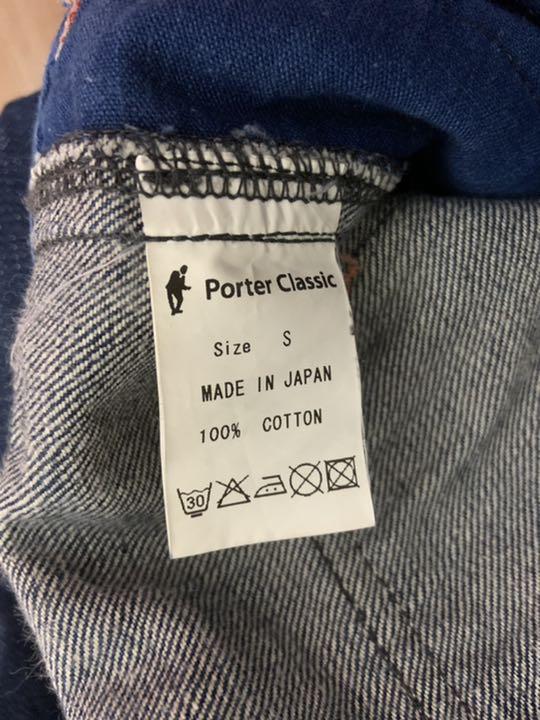 Porter Classic
Size S
MADE IN JAPAN
100% COTTON
30